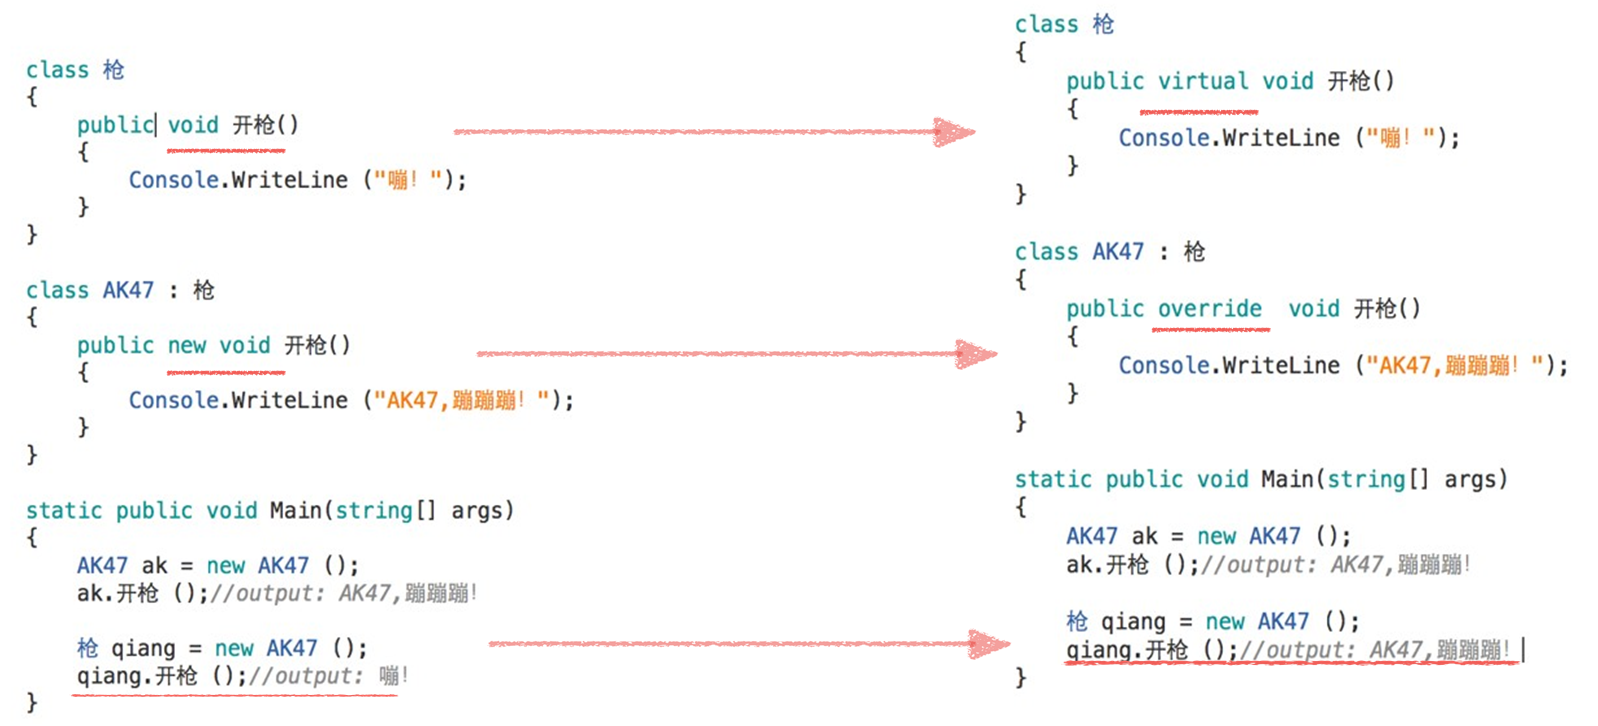 class 枪
{
public void 开枪()
{
Console.WriteLine ("嘣! ");
}
}
class AK47 : 枪
{
public new void 开枪()
{
Console.WriteLine ("AK47,蹦蹦蹦! ");
}
}
static public void Main(string[] args)
{
AK47 ak = new AK47 ();
ak.开枪 ();//output: AK47,蹦蹦蹦!
枪 qiang = new AK47 ();
qiang.开枪 ();//output: 嘣!
}
class 枪
{
public virtual void 开枪()
{
Console.WriteLine ("嘣! ");
}
}
class AK47 : 枪
{
public override  void 开枪()
{
Console.WriteLine ("AK47,蹦蹦蹦! ");
}
}
static public void Main(string[] args)
{
AK47 ak = new AK47 ();
ak.开枪 ();//output: AK47,蹦蹦蹦!
枪 qiang = new AK47 ();
qiang.开枪 ();//output: AK47,蹦蹦蹦!
}